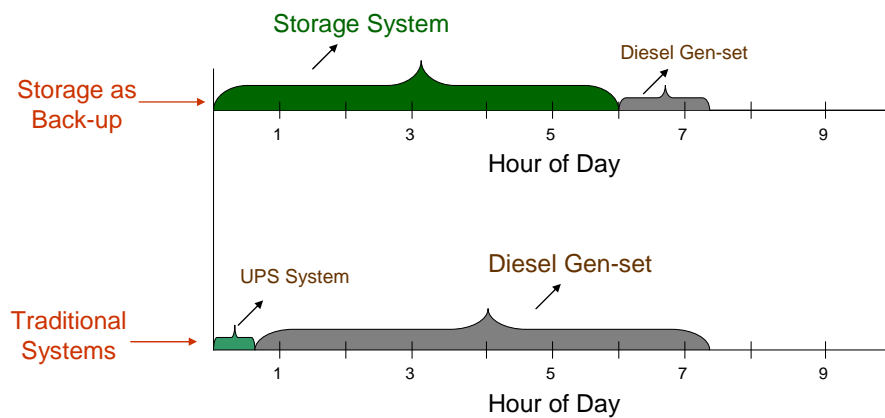 Storage System
Diesel Gen-set
Storage as
Back-up
1 3 5 7 9
Hour of Day
UPS System
Diesel Gen-set
Traditional
Systems
1 3 5 7 9
Hour of Day